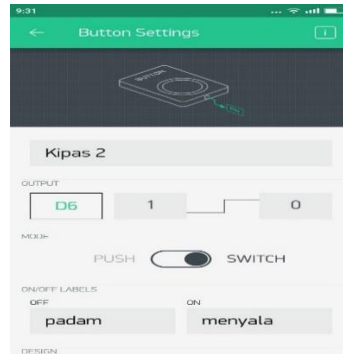 9:31
Button Settings
BUTTON
Kipas 2
OUTPUT
D6 1 0
MODE
PUSH SWITCH
ON/OFF LABELS
OFF ON
padam menyala
DESIGN